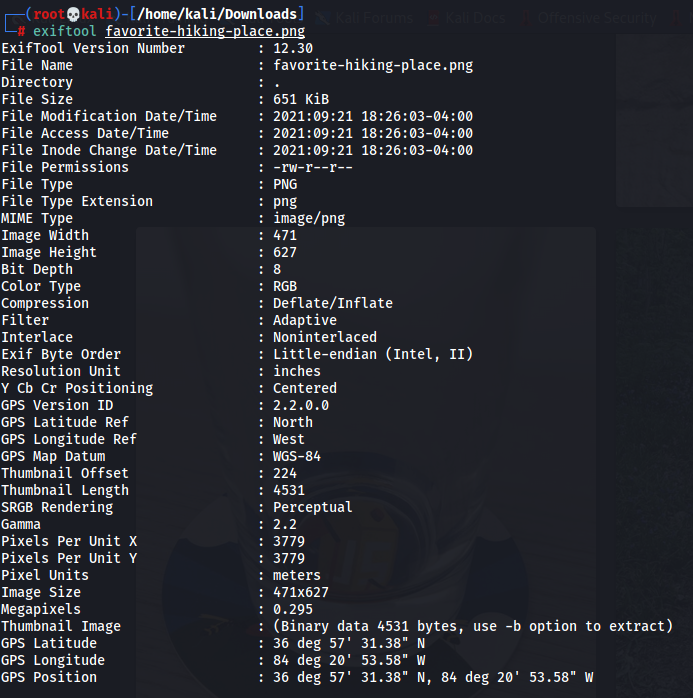 Kali Forums Kali Docs Offensive Security
(root💀kali)-[/home/kali/Downloads]
# exiftool favorite-hiking-place.png
ExifTool Version Number : 12.30
File Name : favorite-hiking-place.png
Directory : .
File Size : 651 KiB
File Modification Date/Time : 2021:09:21 18:26:03-04:00
File Access Date/Time : 2021:09:21 18:26:03-04:00
File Inode Change Date/Time : 2021:09:21 18:26:03-04:00
File Permissions : -rw-r--r--
File Type : PNG
File Type Extension : png
MIME Type : image/png
Image Width : 471
Image Height : 627
Bit Depth : 8
Color Type : RGB
Compression : Deflate/Inflate
Filter : Adaptive
Interlace : Noninterlaced
Exif Byte Order : Little-endian (Intel, II)
Resolution Unit : inches
Y Cb Cr Positioning : Centered
GPS Version ID : 2.2.0.0
GPS Latitude Ref : North
GPS Longitude Ref : West
GPS Map Datum : WGS-84
Thumbnail Offset : 224
Thumbnail Length : 4531
SRGB Rendering : Perceptual
Gamma : 2.2
Pixels Per Unit X : 3779
Pixels Per Unit Y : 3779
Pixel Units : meters
Image Size : 471x627
Megapixels : 0.295
Thumbnail Image : (Binary data 4531 bytes, use -b option to extract)
GPS Latitude : 36 deg 57' 31.38" N
GPS Longitude : 84 deg 20' 53.58" W
GPS Position : 36 deg 57' 31.38" N, 84 deg 20' 53.58" W